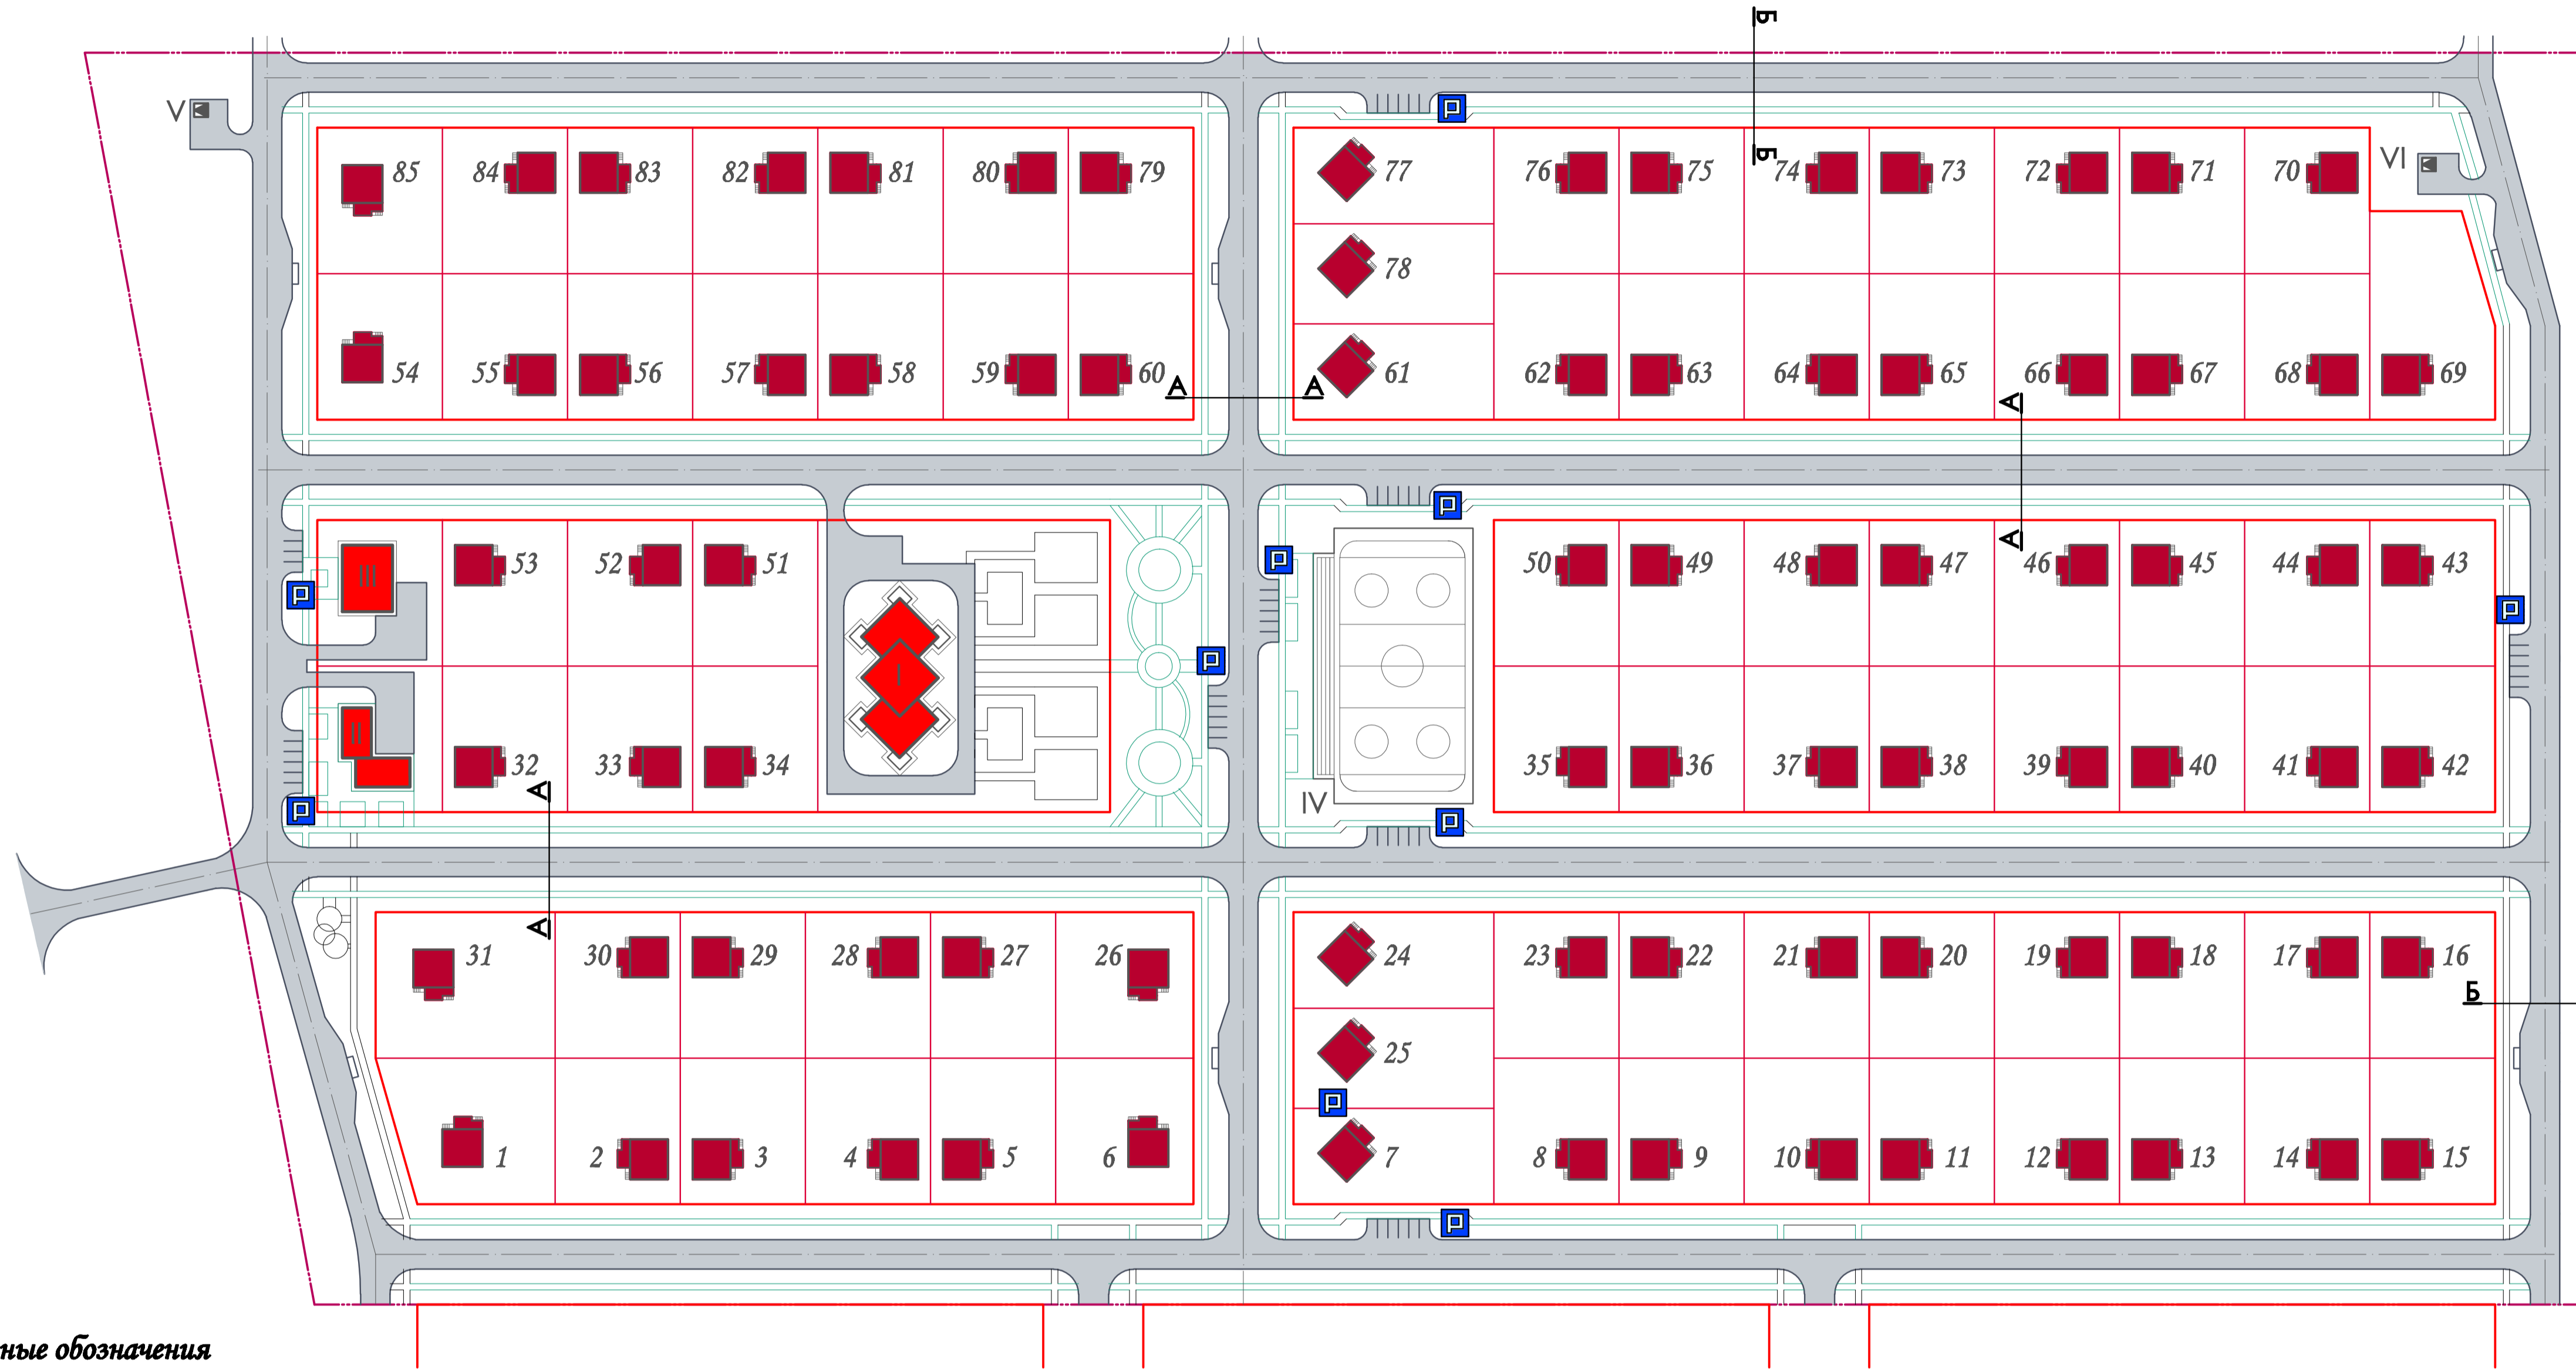 Б
V
VI
85 84 83 82 81 80 79 77 76 75 74 Б 73 72 71 70
78
54 55 56 57 58 59 60 61 62 63 64 65 66 67 68 69
А А А
P
P P
53 52 51 50 49 48 47 А 46 45 44 43
III
P P P
I
P
II
32 33 34 35 36 37 38 39 40 41 42
А
P IV P
А
31 30 29 28 27 26 24 23 22 21 20 19 18 17 16
Б
25
P
1 2 3 4 5 6 7 8 9 10 11 12 13 14 15
P
ные обозначения